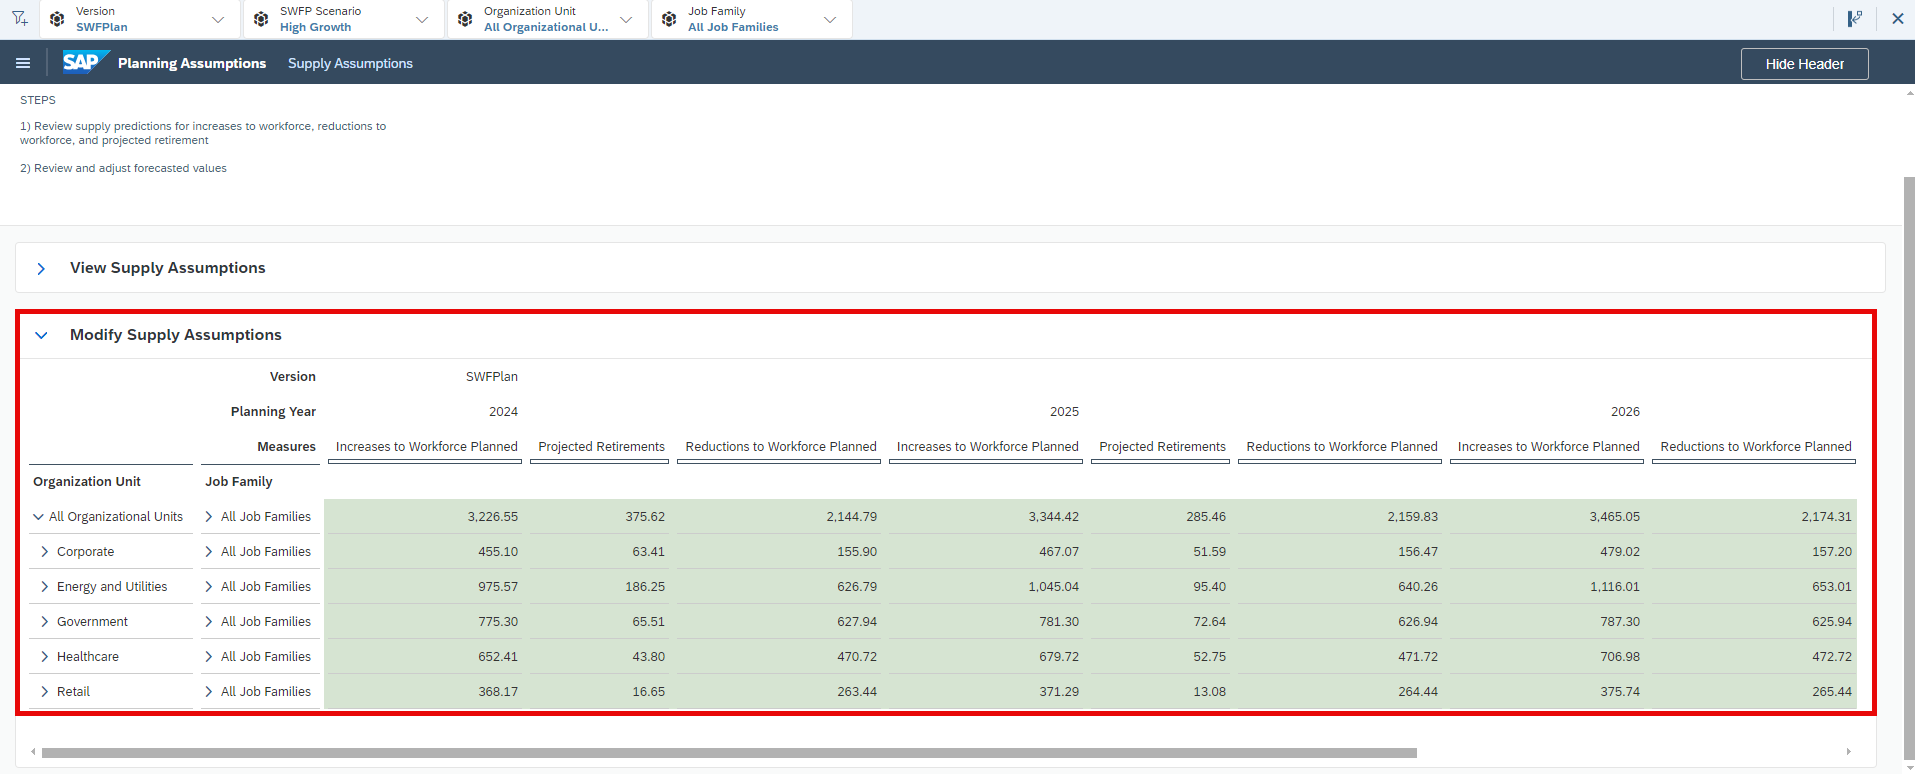 Version
SWFPlan
SWFP Scenario
High Growth
Organization Unit
All Organizational U...
Job Family
All Job Families
SAP Planning Assumptions Supply Assumptions Hide Header
STEPS
1) Review supply predictions for increases to workforce, reductions to
workforce, and projected retirement
2) Review and adjust forecasted values
View Supply Assumptions
Modify Supply Assumptions
Version SWFPlan
Planning Year 2024 2025 2026
Measures Increases to Workforce Planned Projected Retirements Reductions to Workforce Planned Increases to Workforce Planned Projected Retirements Reductions to Workforce Planned Increases to Workforce Planned Reductions to Workforce Planned
Organization Unit Job Family
All Organizational Units All Job Families 3,226.55 375.62 2,144.79 3,344.42 285.46 2,159.83 3,465.05 2,174.31
Corporate All Job Families 455.10 63.41 155.90 467.07 51.59 156.47 479.02 157.20
Energy and Utilities All Job Families 975.57 186.25 626.79 1,045.04 95.40 640.26 1,116.01 653.01
Government All Job Families 775.30 65.51 627.94 781.30 72.64 626.94 787.30 625.94
Healthcare All Job Families 652.41 43.80 470.72 679.72 52.75 471.72 706.98 472.72
Retail All Job Families 368.17 16.65 263.44 371.29 13.08 264.44 375.74 265.44